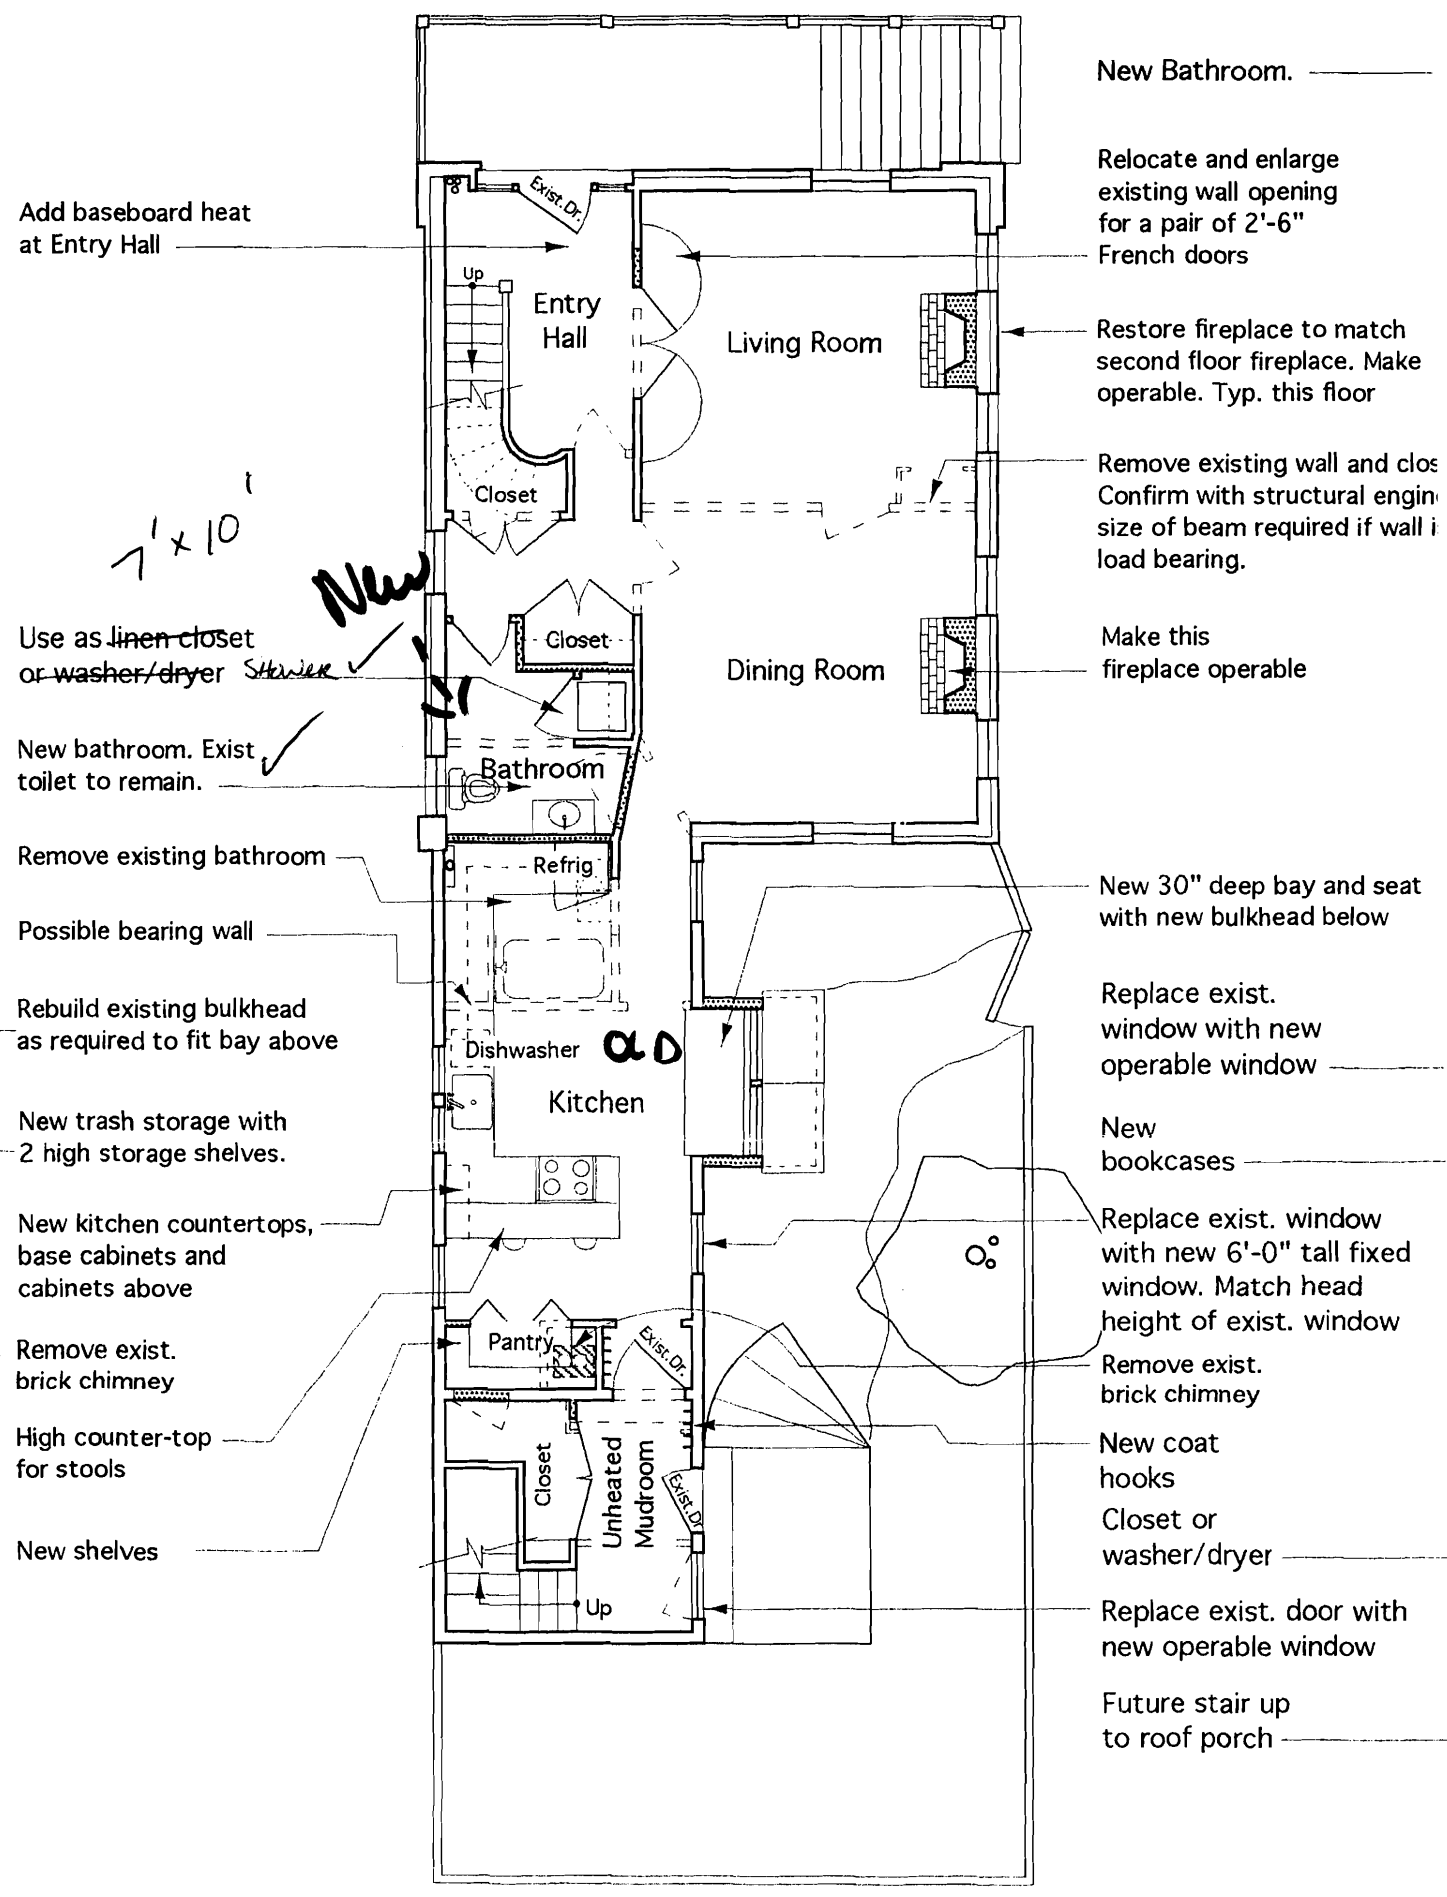 New Bathroom.
Relocate and enlarge
existing wall opening
for a pair of 2'-6"
French doors
Add baseboard heat
at Entry Hall
Exist. Dr.
Up
Entry
Hall
Living Room
Restore fireplace to match
second floor fireplace. Make
operable. Typ. this floor
Remove existing wall and clos
Confirm with structural engin
size of beam required if wall i
load bearing.
Closet
7' x 10'
New
Use as linen closet
or washer/dryer SHOWER
Closet
Dining Room
Make this
fireplace operable
New bathroom. Exist
toilet to remain.
Bathroom
Remove existing bathroom
Refrig
New 30" deep bay and seat
with new bulkhead below
Possible bearing wall
Rebuild existing bulkhead
as required to fit bay above
Replace exist.
window with new
operable window
Dishwasher
OLD
Kitchen
New trash storage with
2 high storage shelves.
New
bookcases
New kitchen countertops,
base cabinets and
cabinets above
Replace exist. window
with new 6'-0" tall fixed
window. Match head
height of exist. window
Remove exist.
brick chimney
Pantry
Exist. Dr.
Remove exist.
brick chimney
High counter-top
for stools
Closet
Unheated
Mudroom
Exist. Dr
New coat
hooks
Closet or
washer/dryer
New shelves
Up
Replace exist. door with
new operable window
Future stair up
to roof porch